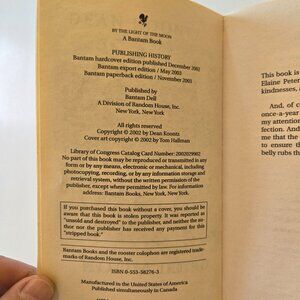 BY THE LIGHT OF THE MOON
A Bantam Book
PUBLISHING HISTORY
Bantam hardcover edition published December 2002
Bantam export edition / May 2003
Bantam paperback edition / November 2003
Published by
Bantam Dell
A Division of Random House, Inc.
New York, New York
All rights reserved
Copyright © 2002 by Dean Koontz
Cover art copyright © 2002 by Tom Hallman
Library of Congress Catalog Card Number: 2002029902
No part of this book may be reproduced or transmitted in any
form or by any means, electronic or mechanical, including
photocopying, recording, or by any information storage and
retrieval system, without the written permission of the
publisher, except where permitted by law. For information
address: Bantam Books, New York, New York.
If you purchased this book without a cover, you should be
aware that this book is stolen property. It was reported as
"unsold and destroyed" to the publisher, and neither the au-
thor nor the publisher has received any payment for this
"stripped book."
Bantam Books and the rooster colophon are registered trade-
marks of Random House, Inc.
ISBN 0-553-58276-3
Manufactured in the United States of America
Published simultaneously in Canada
This book is
Elaine Peter
kindnesses, a
And, of c
once-a-year
my attention
fection. And
me that the
to ensure th
belly rubs tha